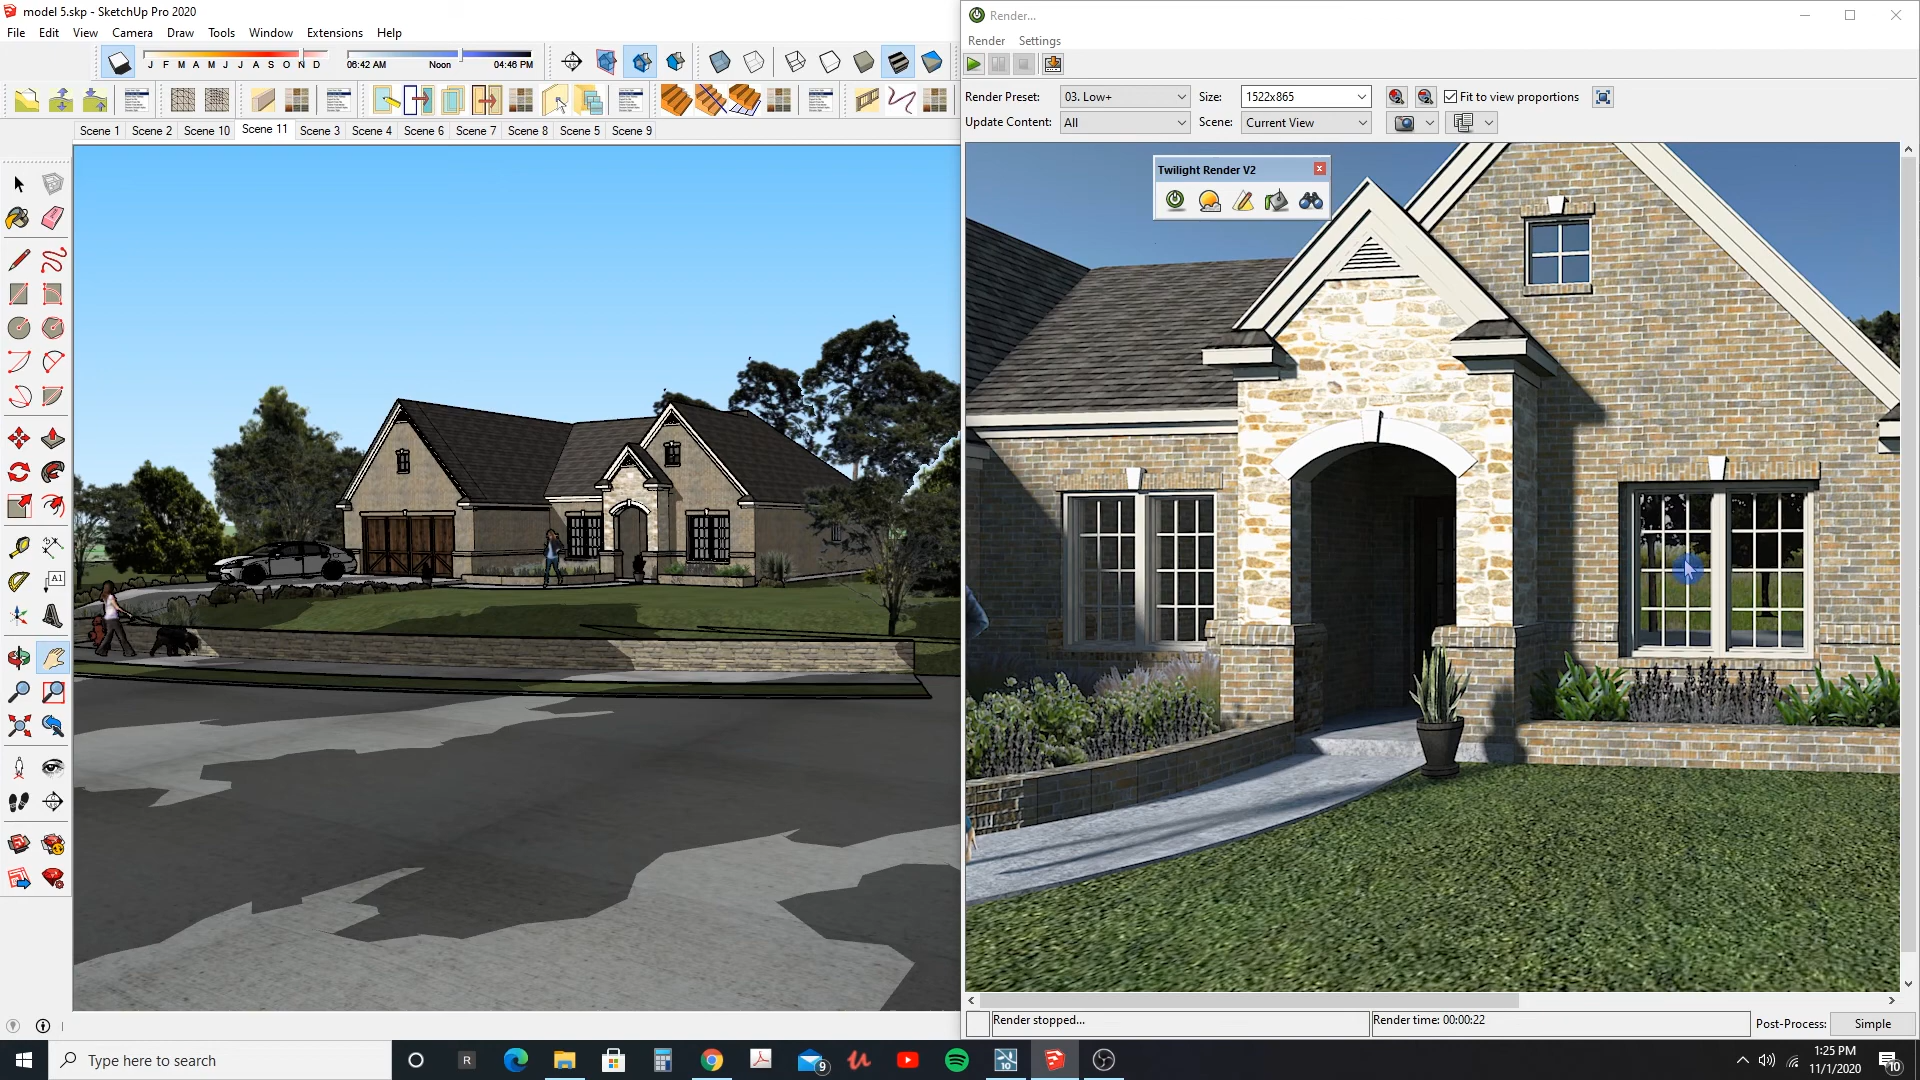 model 5.skp - SketchUp Pro 2020
File Edit View Camera Draw Tools Window Extensions Help
J F M A M J J A S O N D
06:42 AM Noon 04:46 PM
Scene 1 Scene 2 Scene 10 Scene 11 Scene 3 Scene 4 Scene 6 Scene 7 Scene 8 Scene 5 Scene 9
A1
Render...
Render Settings
Render Preset: 03. Low+ Size: 1522x865 Fit to view proportions
Update Content: All Scene: Current View
Twilight Render V2
Render stopped... Render time: 00:00:22 Post-Process: Simple
Type here to search
R
9
10
1:25 PM
11/1/2020
10